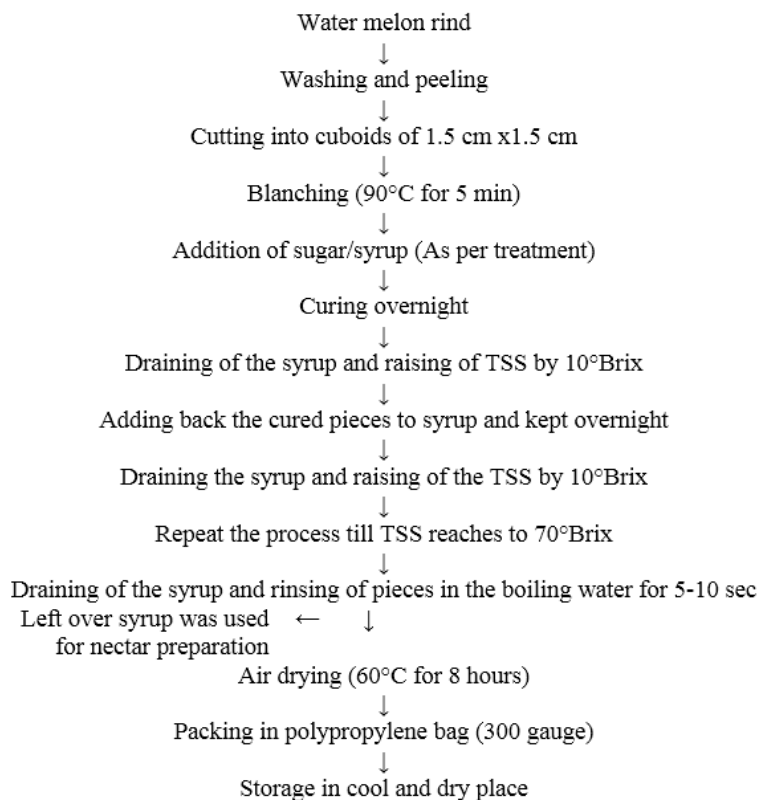 Water melon rind
↓
Washing and peeling
↓
Cutting into cuboids of 1.5 cm x1.5 cm
↓
Blanching (90°C for 5 min)
↓
Addition of sugar/syrup (As per treatment)
↓
Curing overnight
↓
Draining of the syrup and raising of TSS by 10°Brix
↓
Adding back the cured pieces to syrup and kept overnight
↓
Draining the syrup and raising of the TSS by 10°Brix
↓
Repeat the process till TSS reaches to 70°Brix
↓
Draining of the syrup and rinsing of pieces in the boiling water for 5-10 sec
Left over syrup was used ← ↓
for nectar preparation
Air drying (60°C for 8 hours)
↓
Packing in polypropylene bag (300 gauge)
↓
Storage in cool and dry place